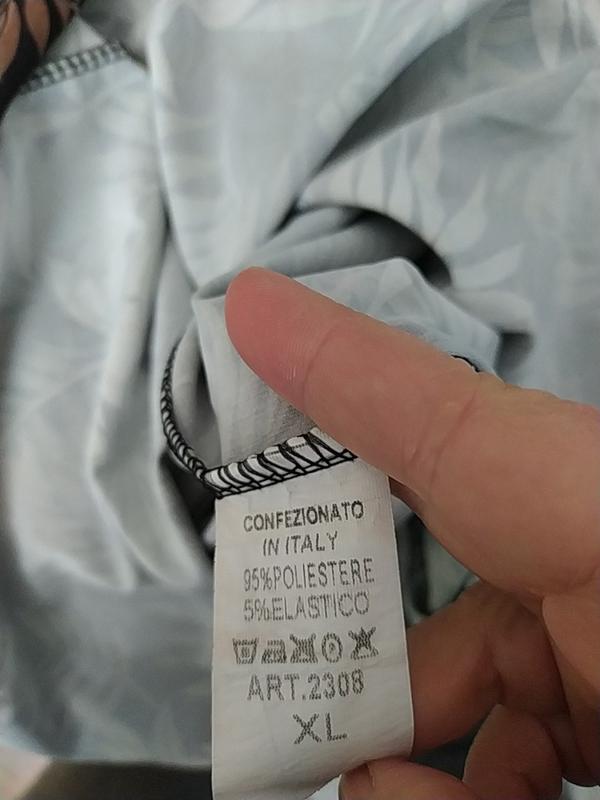 CONFEZIONATO
IN ITALY
95%POLIESTERE
5%ELASTICO
ART.2308
XL